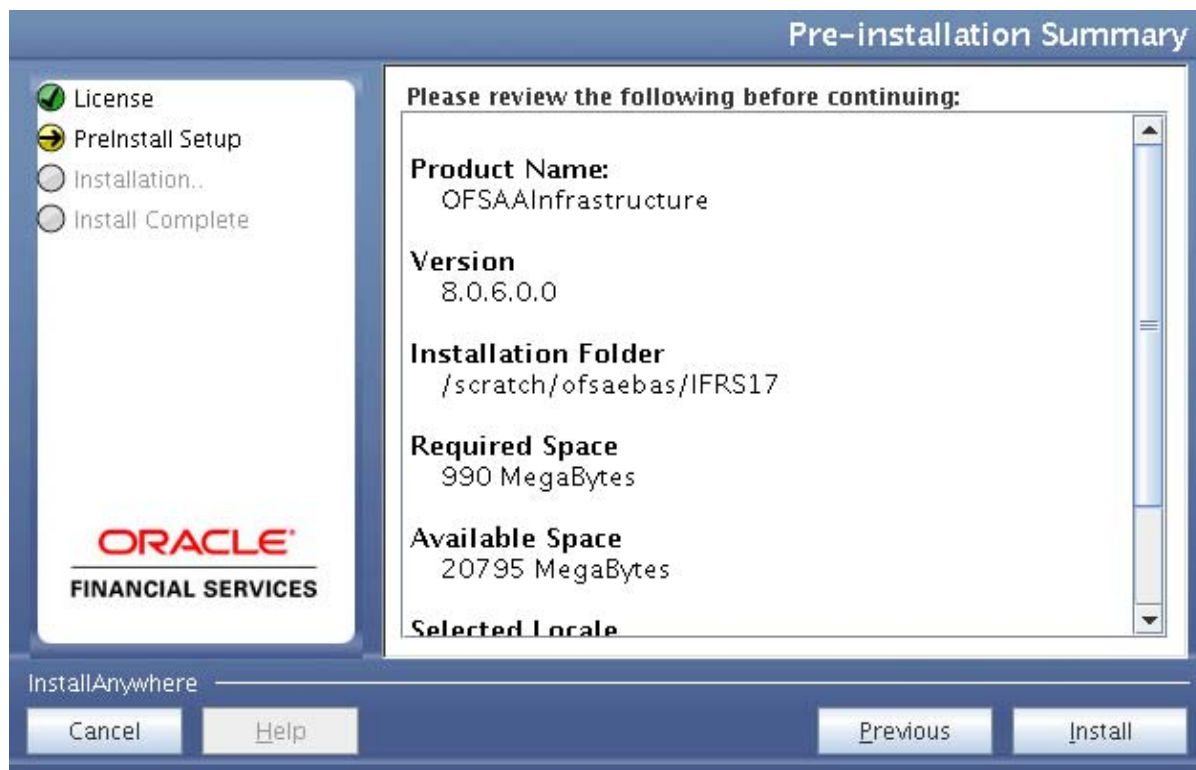 Pre-installation Summary
License
PreInstall Setup
Installation..
Install Complete
ORACLE
FINANCIAL SERVICES
Please review the following before continuing:
Product Name:
OFSAAInfrastructure
Version
8.0.6.0.0
Installation Folder
/scratch/ofsaebas/IFRS17
Required Space
990 MegaBytes
Available Space
20795 MegaBytes
Selected Locale
InstallAnywhere
Cancel
Help
Previous
Install